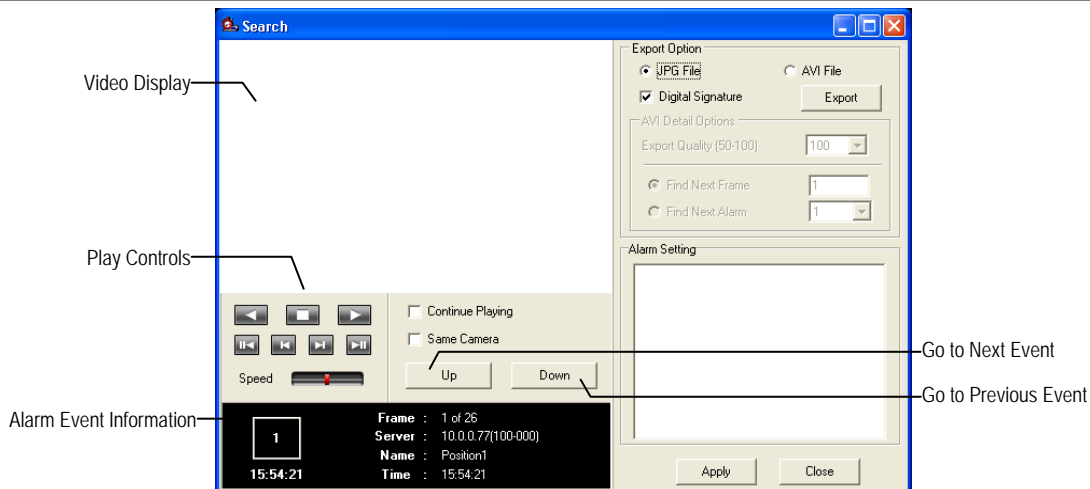 Search
Video Display
Play Controls
Alarm Event Information
Export Option
JPG File
AVI File
Digital Signature
Export
AVI Detail Options
Export Quality (50-100)
100
Find Next Frame
1
Find Next Alarm
1
Alarm Setting
Continue Playing
Same Camera
Up
Down
Speed
Go to Next Event
Go to Previous Event
1
15:54:21
Frame : 1 of 26
Server : 10.0.0.77(100-000)
Name : Position1
Time : 15:54:21
Apply
Close